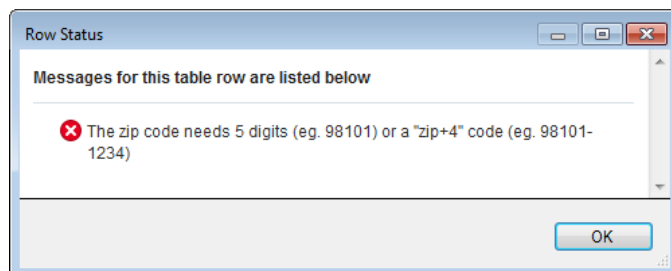 Row Status
Messages for this table row are listed below
The zip code needs 5 digits (eg. 98101) or a "zip+4" code (eg. 98101-
1234)
OK